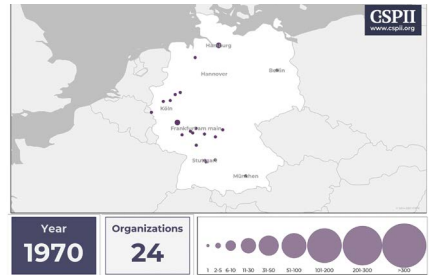 CSPII
www.cspii.org
Hamburg
Hannover
Berlin
Köln
Frankfurt am main
Stuttgart
München
Year
1970
Organizations
24
1 2-5 6-10 11-30 31-50 51-100 101-200 201-300 >300